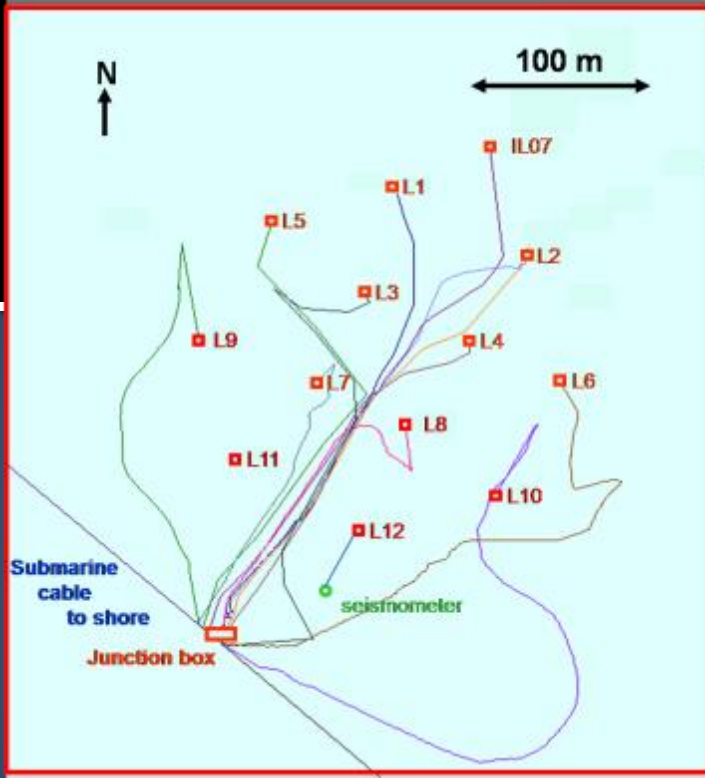 N
100 m
IL07
L1
L5
L2
L3
L9
L4
L7
L6
L8
L11
L10
L12
Submarine
cable
to shore
seismometer
Junction box